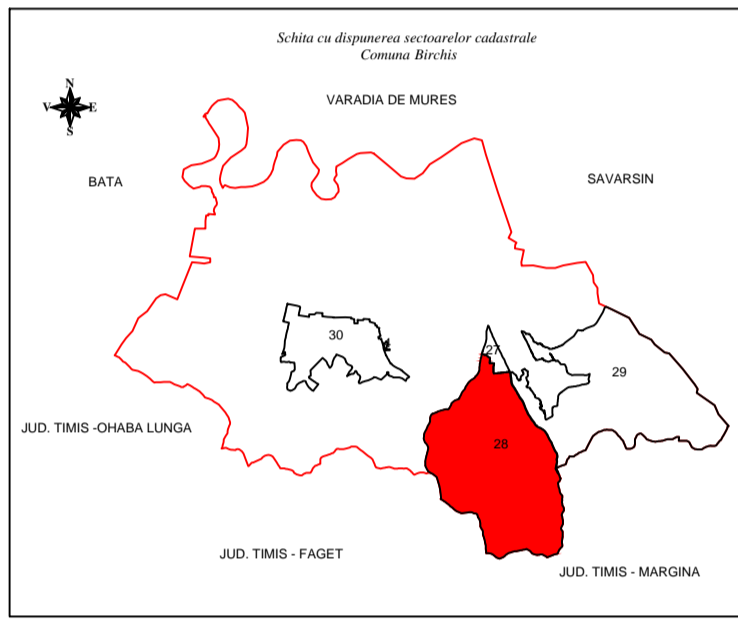 Schita cu dispunerea sectoarelor cadastrale
Comuna Birchis
N
V E
S
VARADIA DE MURES
BATA
SAVARSIN
30
27
29
28
JUD. TIMIS -OHABA LUNGA
JUD. TIMIS - FAGET
JUD. TIMIS - MARGINA